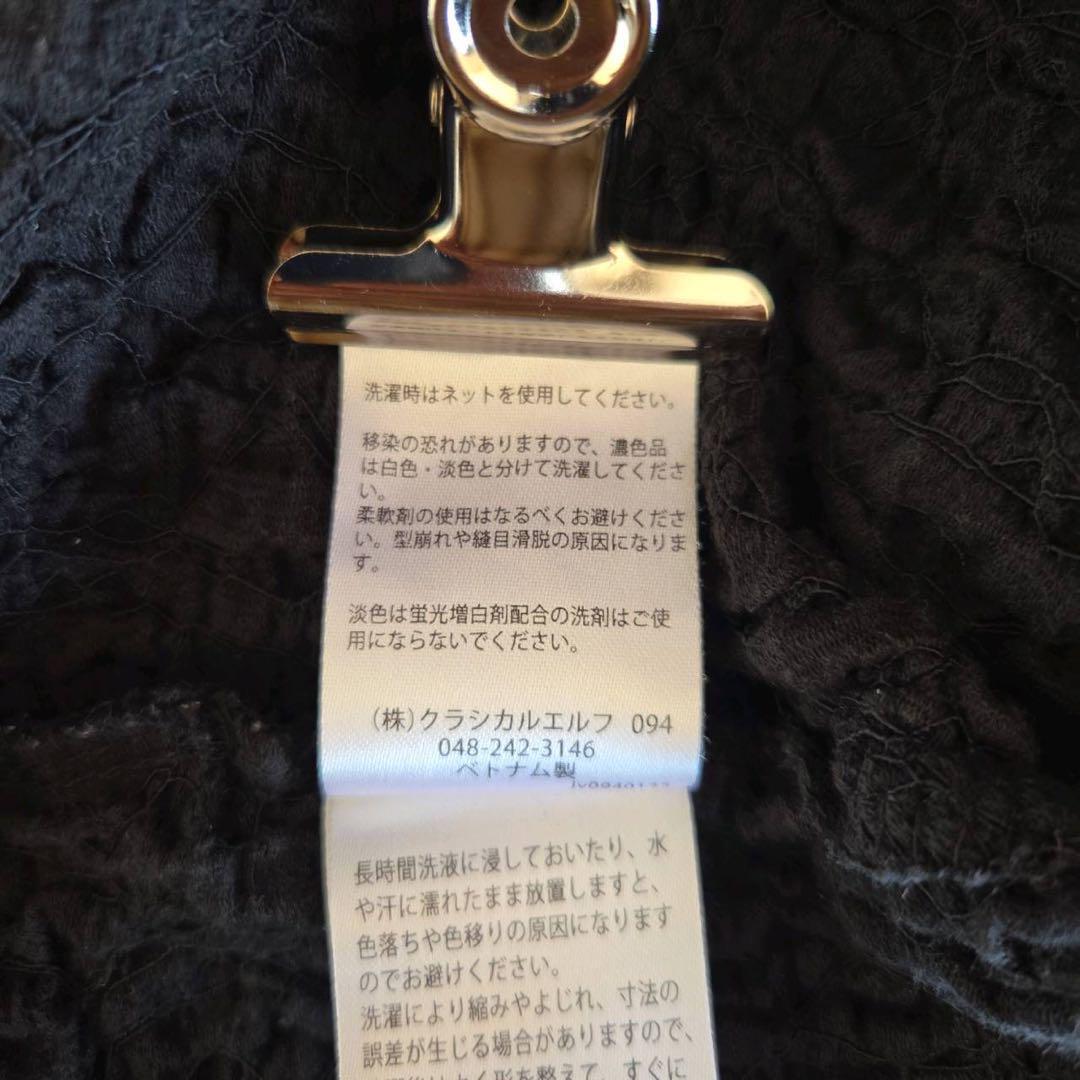 洗濯時はネットを使用してください。
移染の恐れがありますので、濃色品
は白色・淡色と分けて洗濯してくださ
い。
柔軟剤の使用はなるべくお避けくださ
い。型崩れや縫目滑脱の原因になりま
す。
淡色は蛍光増白剤配合の洗剤はご使
用にならないでください。
（株）クラシカルエルフ 094
048-242-3146
ベトナム製
長時間洗液に浸しておいたり、水
や汗に濡れたまま放置しますと、
色落ちや色移りの原因になります
のでお避けください。
洗濯により縮みやよじれ、寸法の
誤差が生じる場合がありますので、
よく形を整えて、すぐに